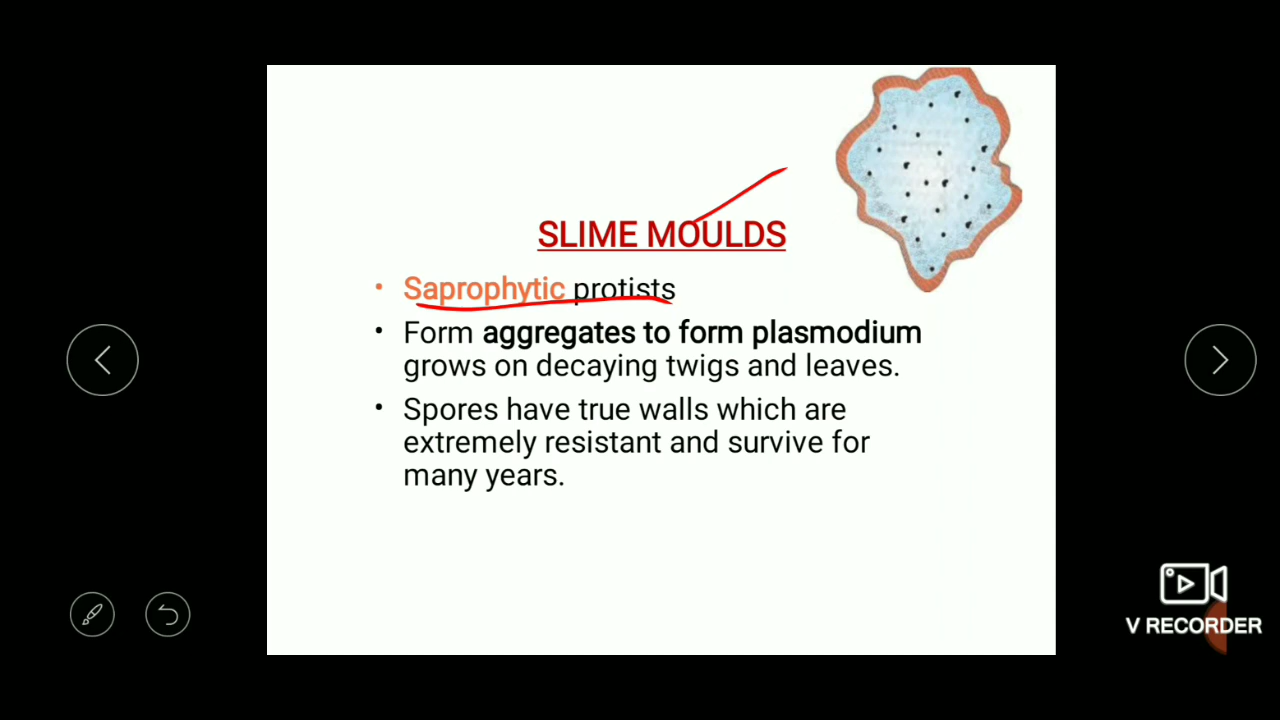 SLIME MOULDS
• Saprophytic protists
• Form aggregates to form plasmodium
grows on decaying twigs and leaves.
• Spores have true walls which are
extremely resistant and survive for
many years.
V RECORDER